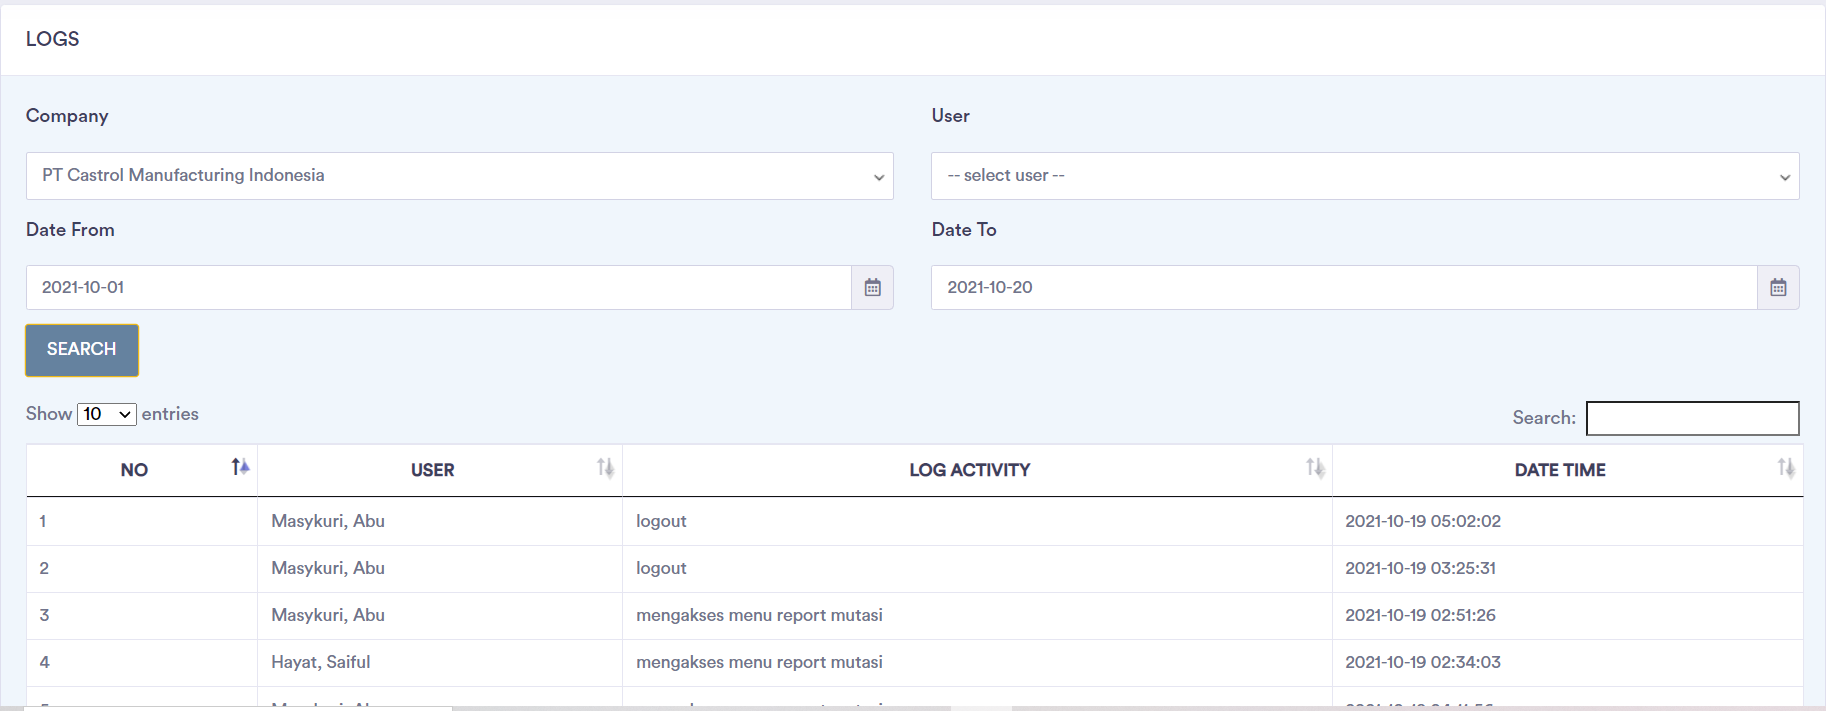 LOGS
Company User
PT Castrol Manufacturing Indonesia -- select user --
Date From Date To
2021-10-01 2021-10-20
SEARCH
Show 10 entries Search:
NO USER LOG ACTIVITY DATE TIME
1 Masykuri, Abu logout 2021-10-19 05:02:02
2 Masykuri, Abu logout 2021-10-19 03:25:31
3 Masykuri, Abu mengakses menu report mutasi 2021-10-19 02:51:26
4 Hayat, Saiful mengakses menu report mutasi 2021-10-19 02:34:03